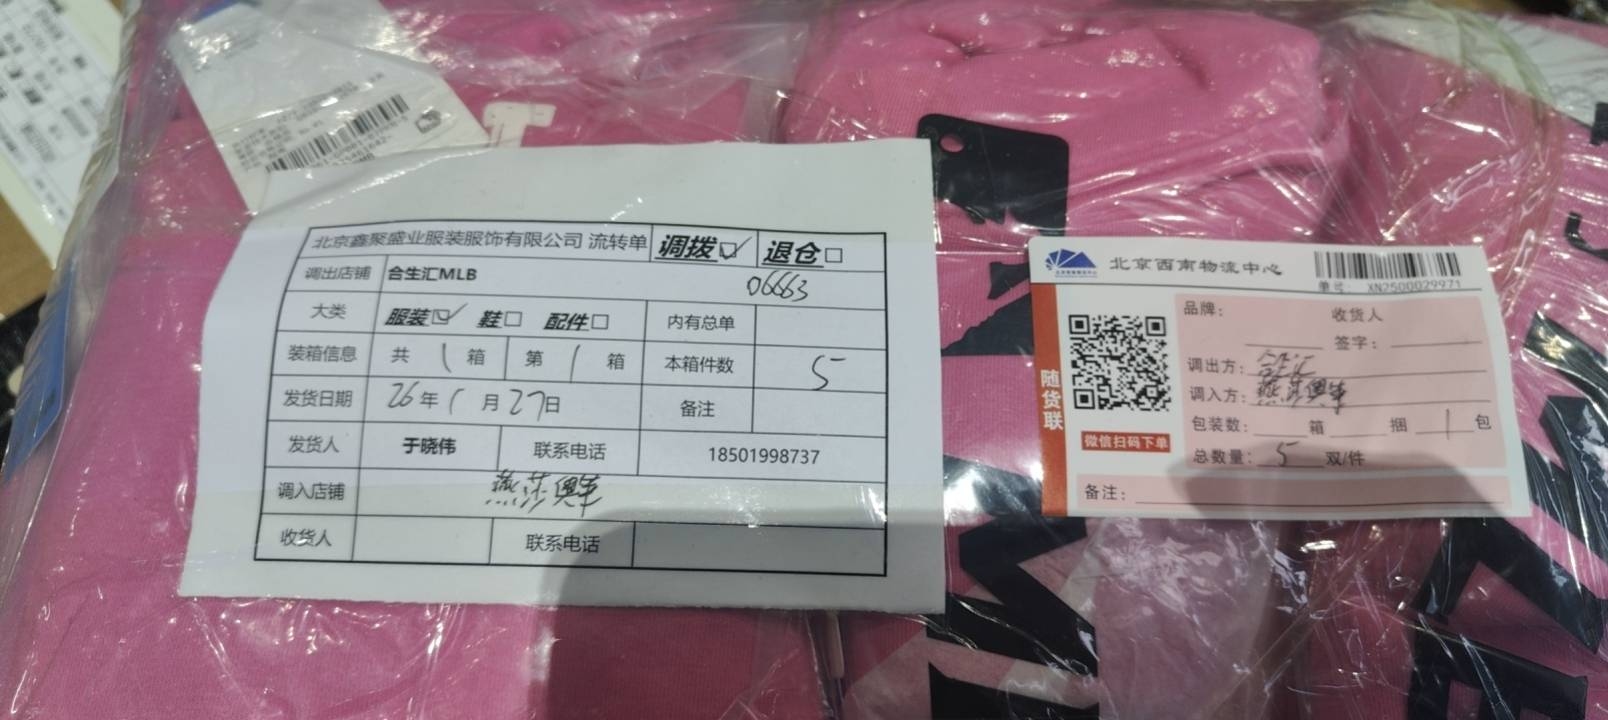 北京鑫聚盛业服装服饰有限公司 流转单 调拨☑ 退仓□
调出店铺 合生汇MLB 06663
大类 服装☑ 鞋□ 配件□ 内有总单
装箱信息 共 1 箱 第 1 箱 本箱件数 5
发货日期 26年1月27日 备注
发货人 于晓伟 联系电话 18501998737
调入店铺 燕莎奥莱
收货人 联系电话
北京西南物流中心
单号: XN2500029971
品牌: 收货人
签字:
调出方: 合生汇
调入方: 燕莎奥莱
包装数: 箱 捆 1 包
总数量: 5 双/件
备注:
随货联
微信扫码下单